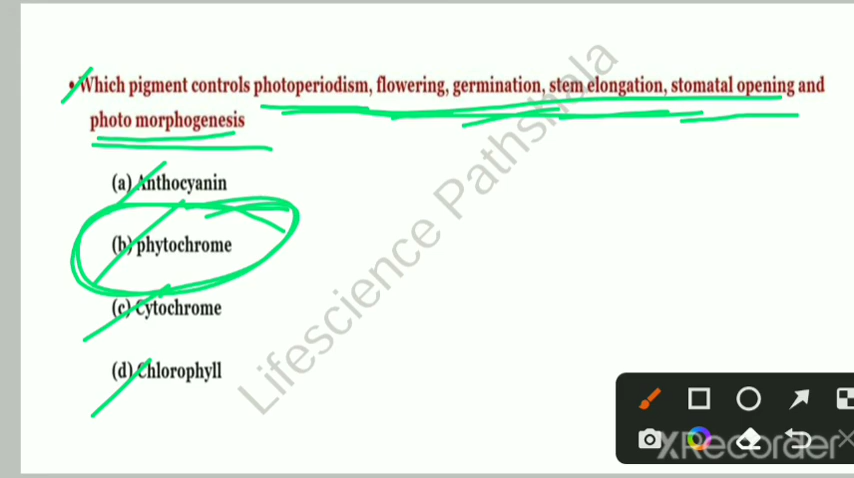 • Which pigment controls photoperiodism, flowering, germination, stem elongation, stomatal opening and
photo morphogenesis
(a) Anthocyanin
(b) phytochrome
(c) Cytochrome
(d) Chlorophyll
Lifescience Pathshala
XRecorder